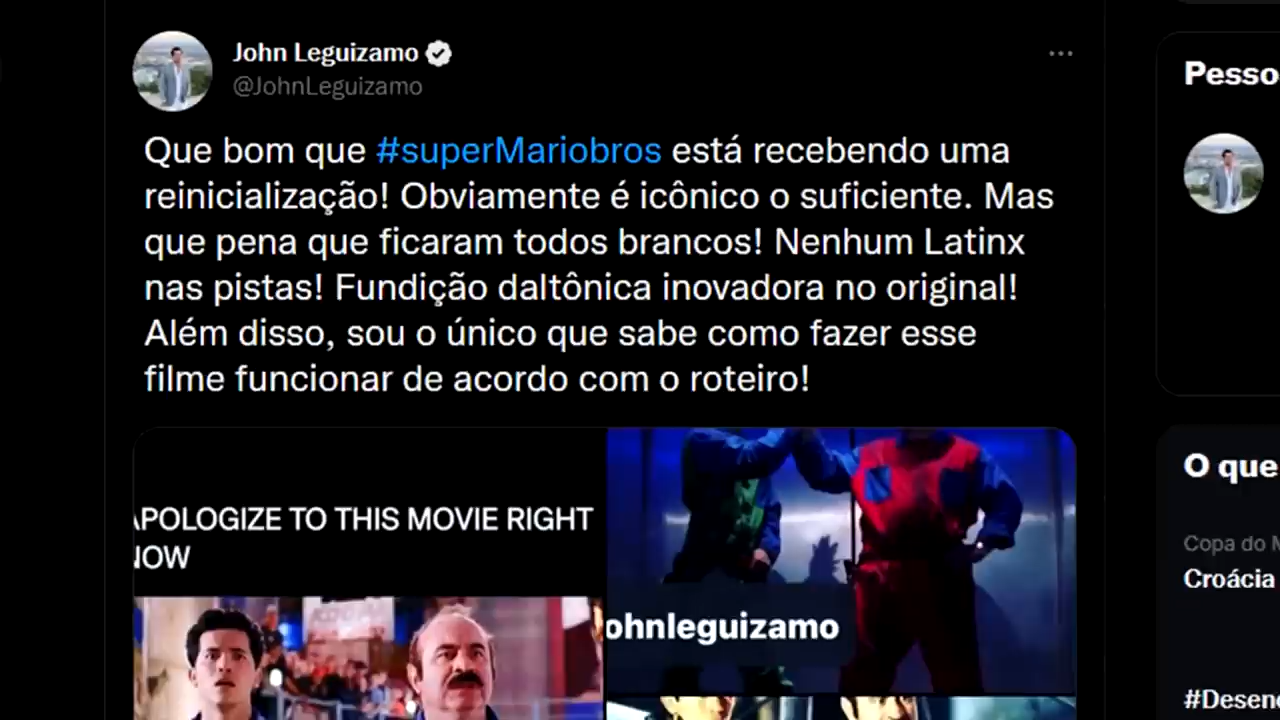 John Leguizamo
@JohnLeguizamo
Que bom que #superMariobros está recebendo uma
reinicialização! Obviamente é icônico o suficiente. Mas
que pena que ficaram todos brancos! Nenhum Latinx
nas pistas! Fundição daltônica inovadora no original!
Além disso, sou o único que sabe como fazer esse
filme funcionar de acordo com o roteiro!
APOLOGIZE TO THIS MOVIE RIGHT
NOW
ohnleguizamo
Pesso
O que
Copa do M
Croácia
#Desen